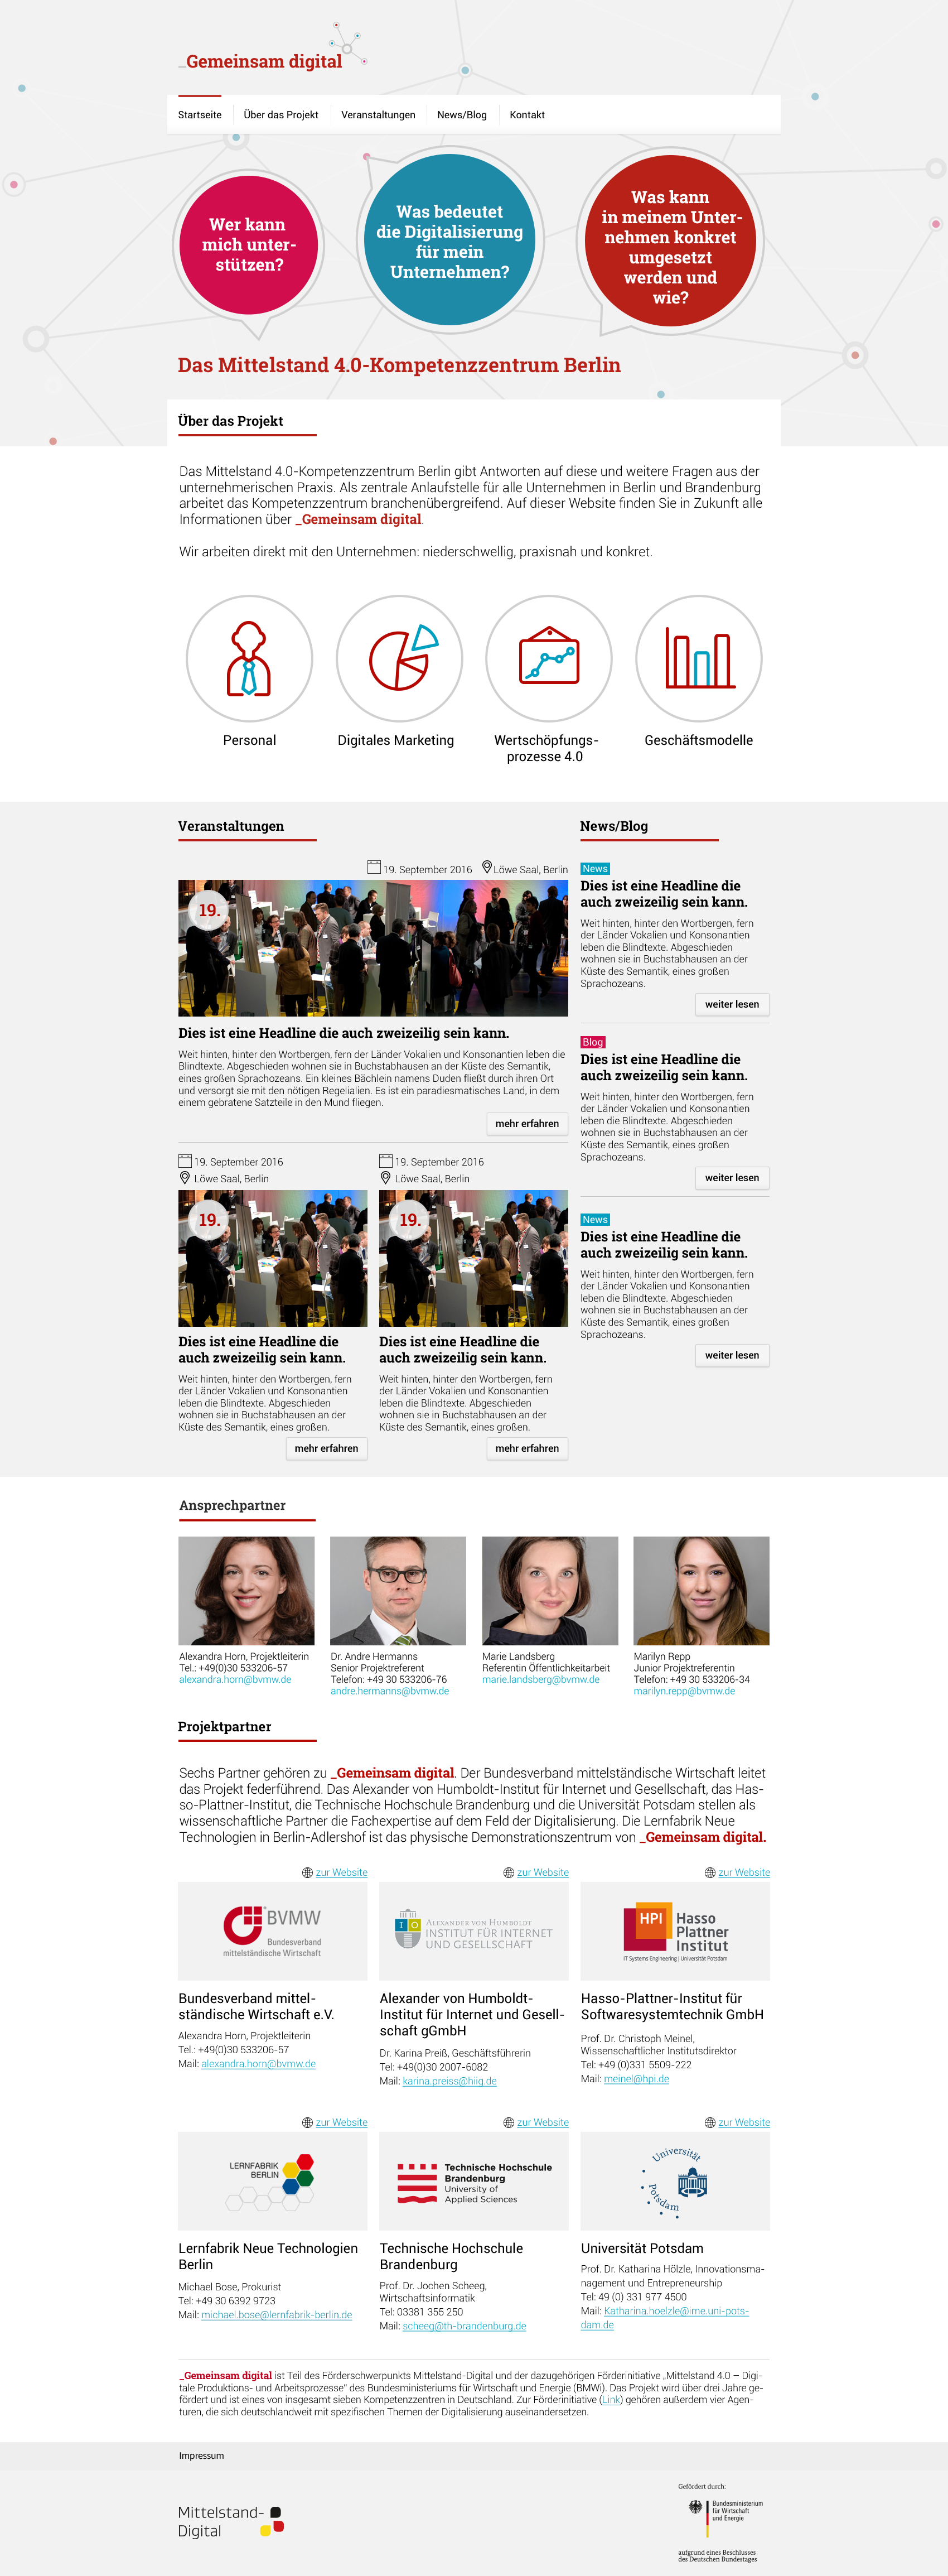 _Gemeinsam digital
Startseite
Über das Projekt
Veranstaltungen
News/Blog
Kontakt
Wer kann
mich unter-
stützen?
Was bedeutet
die Digitalisierung
für mein
Unternehmen?
Was kann
in meinem Unter-
nehmen konkret
umgesetzt
werden und
wie?
Das Mittelstand 4.0-Kompetenzzentrum Berlin
Über das Projekt
Das Mittelstand 4.0-Kompetenzzentrum Berlin gibt Antworten auf diese und weitere Fragen aus der
unternehmerischen Praxis. Als zentrale Anlaufstelle für alle Unternehmen in Berlin und Brandenburg
arbeitet das Kompetenzzentrum branchenübergreifend. Auf dieser Website finden Sie in Zukunft alle
Informationen über _Gemeinsam digital.
Wir arbeiten direkt mit den Unternehmen: niederschwellig, praxisnah und konkret.
Personal
Digitales Marketing
Wertschöpfungs-
prozesse 4.0
Geschäftsmodelle
Veranstaltungen
19. September 2016
Löwe Saal, Berlin
19.
Dies ist eine Headline die auch zweizeilig sein kann.
Weit hinten, hinter den Wortbergen, fern der Länder Vokalien und Konsonantien leben die
Blindtexte. Abgeschieden wohnen sie in Buchstabhausen an der Küste des Semantik,
eines großen Sprachozeans. Ein kleines Bächlein namens Duden fließt durch ihren Ort
und versorgt sie mit den nötigen Regelialien. Es ist ein paradiesmatisches Land, in dem
einem gebratene Satzteile in den Mund fliegen.
mehr erfahren
19. September 2016
Löwe Saal, Berlin
19.
Dies ist eine Headline die
auch zweizeilig sein kann.
Weit hinten, hinter den Wortbergen, fern
der Länder Vokalien und Konsonantien
leben die Blindtexte. Abgeschieden
wohnen sie in Buchstabhausen an der
Küste des Semantik, eines großen.
mehr erfahren
19. September 2016
Löwe Saal, Berlin
19.
Dies ist eine Headline die
auch zweizeilig sein kann.
Weit hinten, hinter den Wortbergen, fern
der Länder Vokalien und Konsonantien
leben die Blindtexte. Abgeschieden
wohnen sie in Buchstabhausen an der
Küste des Semantik, eines großen.
mehr erfahren
News/Blog
News
Dies ist eine Headline die
auch zweizeilig sein kann.
Weit hinten, hinter den Wortbergen, fern
der Länder Vokalien und Konsonantien
leben die Blindtexte. Abgeschieden
wohnen sie in Buchstabhausen an der
Küste des Semantik, eines großen
Sprachozeans.
weiter lesen
Blog
Dies ist eine Headline die
auch zweizeilig sein kann.
Weit hinten, hinter den Wortbergen, fern
der Länder Vokalien und Konsonantien
leben die Blindtexte. Abgeschieden
wohnen sie in Buchstabhausen an der
Küste des Semantik, eines großen
Sprachozeans.
weiter lesen
News
Dies ist eine Headline die
auch zweizeilig sein kann.
Weit hinten, hinter den Wortbergen, fern
der Länder Vokalien und Konsonantien
leben die Blindtexte. Abgeschieden
wohnen sie in Buchstabhausen an der
Küste des Semantik, eines großen
Sprachozeans.
weiter lesen
Ansprechpartner
Alexandra Horn, Projektleiterin
Tel.: +49(0)30 533206-57
alexandra.horn@bvmw.de
Dr. Andre Hermanns
Senior Projektreferent
Telefon: +49 30 533206-76
andre.hermanns@bvmw.de
Marie Landsberg
Referentin Öffentlichkeitarbeit
marie.landsberg@bvmw.de
Marilyn Repp
Junior Projektreferentin
Telefon: +49 30 533206-34
marilyn.repp@bvmw.de
Projektpartner
Sechs Partner gehören zu _Gemeinsam digital. Der Bundesverband mittelständische Wirtschaft leitet
das Projekt federführend. Das Alexander von Humboldt-Institut für Internet und Gesellschaft, das Has-
so-Plattner-Institut, die Technische Hochschule Brandenburg und die Universität Potsdam stellen als
wissenschaftliche Partner die Fachexpertise auf dem Feld der Digitalisierung. Die Lernfabrik Neue
Technologien in Berlin-Adlershof ist das physische Demonstrationszentrum von _Gemeinsam digital.
zur Website
BVMW
Bundesverband
mittelständische Wirtschaft
Bundesverband mittel-
ständische Wirtschaft e.V.
Alexandra Horn, Projektleiterin
Tel.: +49(0)30 533206-57
Mail: alexandra.horn@bvmw.de
zur Website
I O
ALEXANDER VON HUMBOLDT
INSTITUT FÜR INTERNET
UND GESELLSCHAFT
Alexander von Humboldt-
Institut für Internet und Gesell-
schaft gGmbH
Dr. Karina Preiß, Geschäftsführerin
Tel: +49(0)30 2007-6082
Mail: karina.preiss@hiig.de
zur Website
HPI
Hasso
Plattner
Institut
IT Systems Engineering | Universität Potsdam
Hasso-Plattner-Institut für
Softwaresystemtechnik GmbH
Prof. Dr. Christoph Meinel,
Wissenschaftlicher Institutsdirektor
Tel: +49 (0)331 5509-222
Mail: meinel@hpi.de
zur Website
LERNFABRIK
BERLIN
Lernfabrik Neue Technologien
Berlin
Michael Bose, Prokurist
Tel: +49 30 6392 9723
Mail: michael.bose@lernfabrik-berlin.de
zur Website
Technische Hochschule
Brandenburg
University of
Applied Sciences
Technische Hochschule
Brandenburg
Prof. Dr. Jochen Scheeg,
Wirtschaftsinformatik
Tel: 03381 355 250
Mail: scheeg@th-brandenburg.de
zur Website
Universität
Potsdam
Universität Potsdam
Prof. Dr. Katharina Hölzle, Innovationsma-
nagement und Entrepreneurship
Tel: 49 (0) 331 977 4500
Mail: Katharina.hoelzle@ime.uni-pots-
dam.de
_Gemeinsam digital ist Teil des Förderschwerpunkts Mittelstand-Digital und der dazugehörigen Förderinitiative „Mittelstand 4.0 – Digi-
tale Produktions- und Arbeitsprozesse“ des Bundesministeriums für Wirtschaft und Energie (BMWi). Das Projekt wird über drei Jahre ge-
fördert und ist eines von insgesamt sieben Kompetenzzentren in Deutschland. Zur Förderinitiative (Link) gehören außerdem vier Agen-
turen, die sich deutschlandweit mit spezifischen Themen der Digitalisierung auseinandersetzen.
Impressum
Mittelstand-
Digital
Gefördert durch:
Bundesministerium
für Wirtschaft
und Energie
aufgrund eines Beschlusses
des Deutschen Bundestages